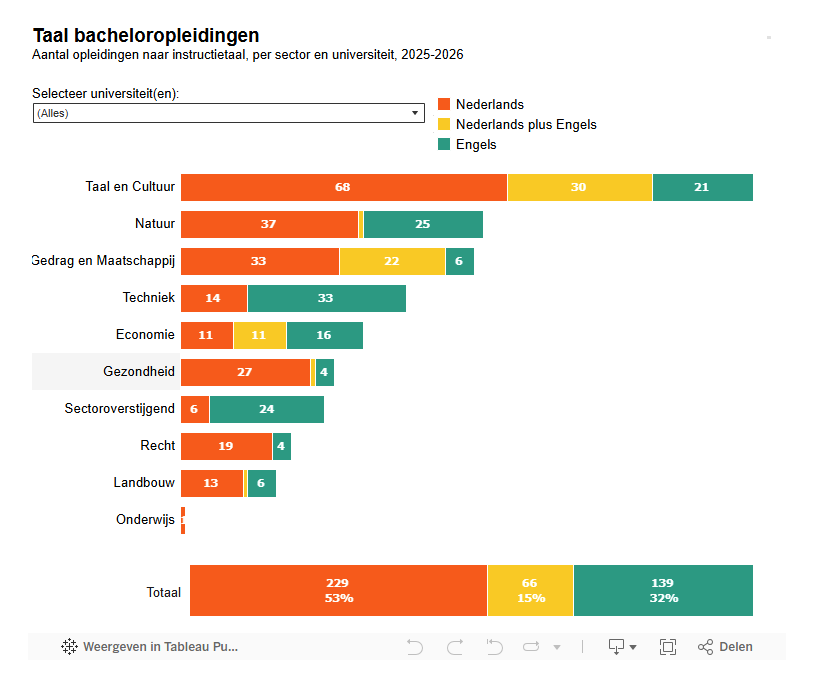 Taal bacheloropleidingen
Aantal opleidingen naar instructietaal, per sector en universiteit, 2025-2026
Selecteer universiteit(en):
(Alles)
Nederlands
Nederlands plus Engels
Engels
Taal en Cultuur 68 30 21
Natuur 37 25
Gedrag en Maatschappij 33 22 6
Techniek 14 33
Economie 11 11 16
Gezondheid 27 4
Sectoroverstijgend 6 24
Recht 19 4
Landbouw 13 6
Onderwijs
Totaal 229 66 139
53% 15% 32%
Weergeven in Tableau Pu...
Delen